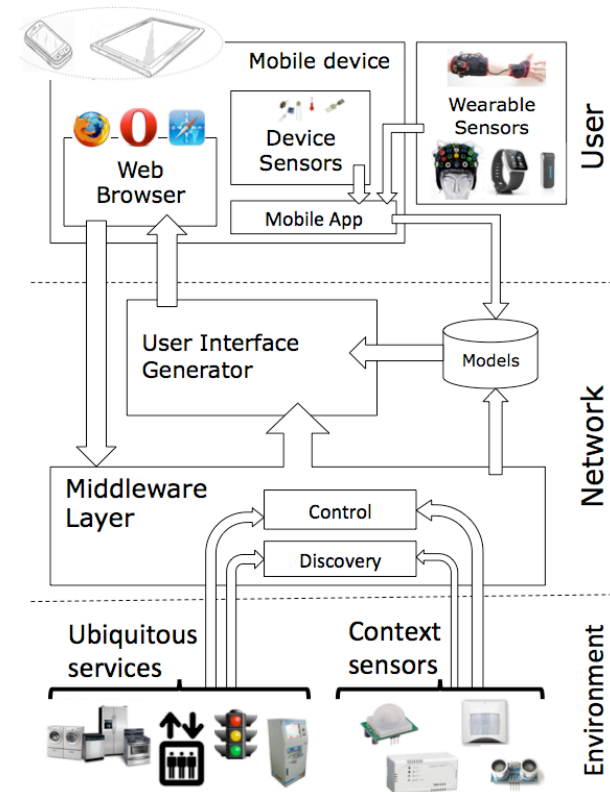 Mobile device
Wearable
Sensors
Device
Sensors
Web
Browser
Mobile App
User
User Interface
Generator
Models
Network
Middleware
Layer
Control
Discovery
Ubiquitous
services
Context
sensors
Environment